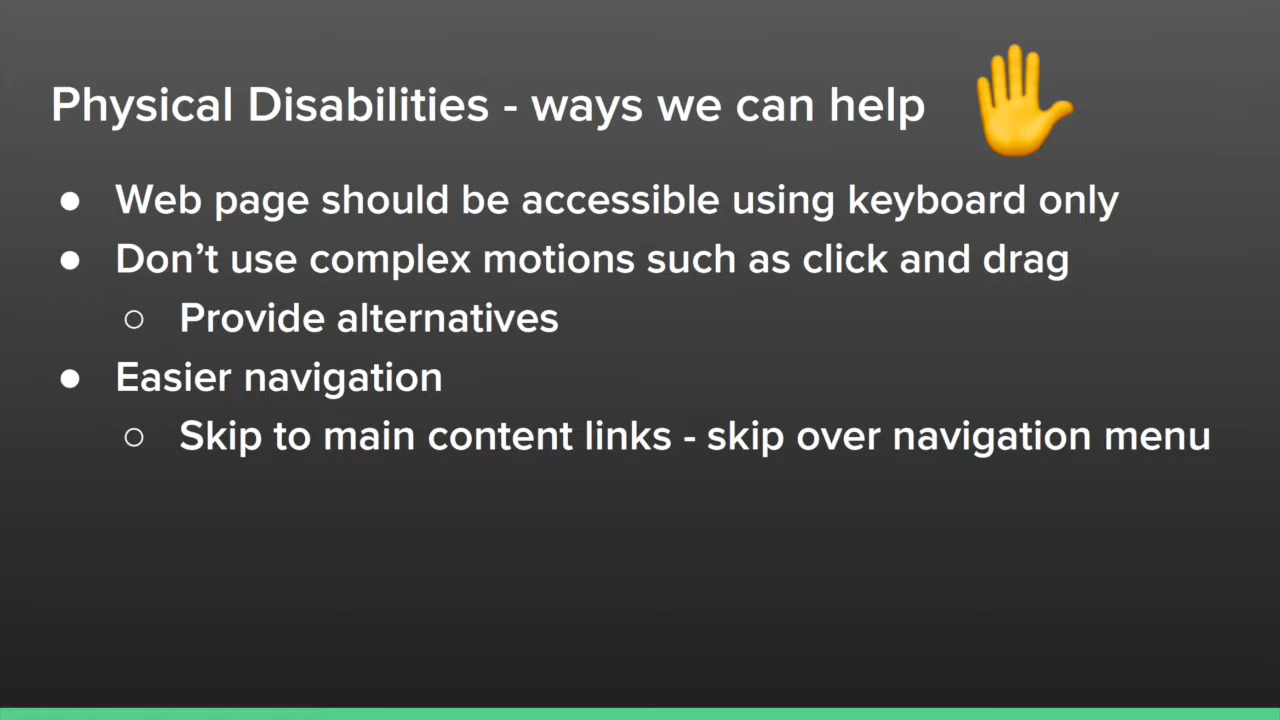 Physical Disabilities - ways we can help
● Web page should be accessible using keyboard only
● Don’t use complex motions such as click and drag
○ Provide alternatives
● Easier navigation
○ Skip to main content links - skip over navigation menu